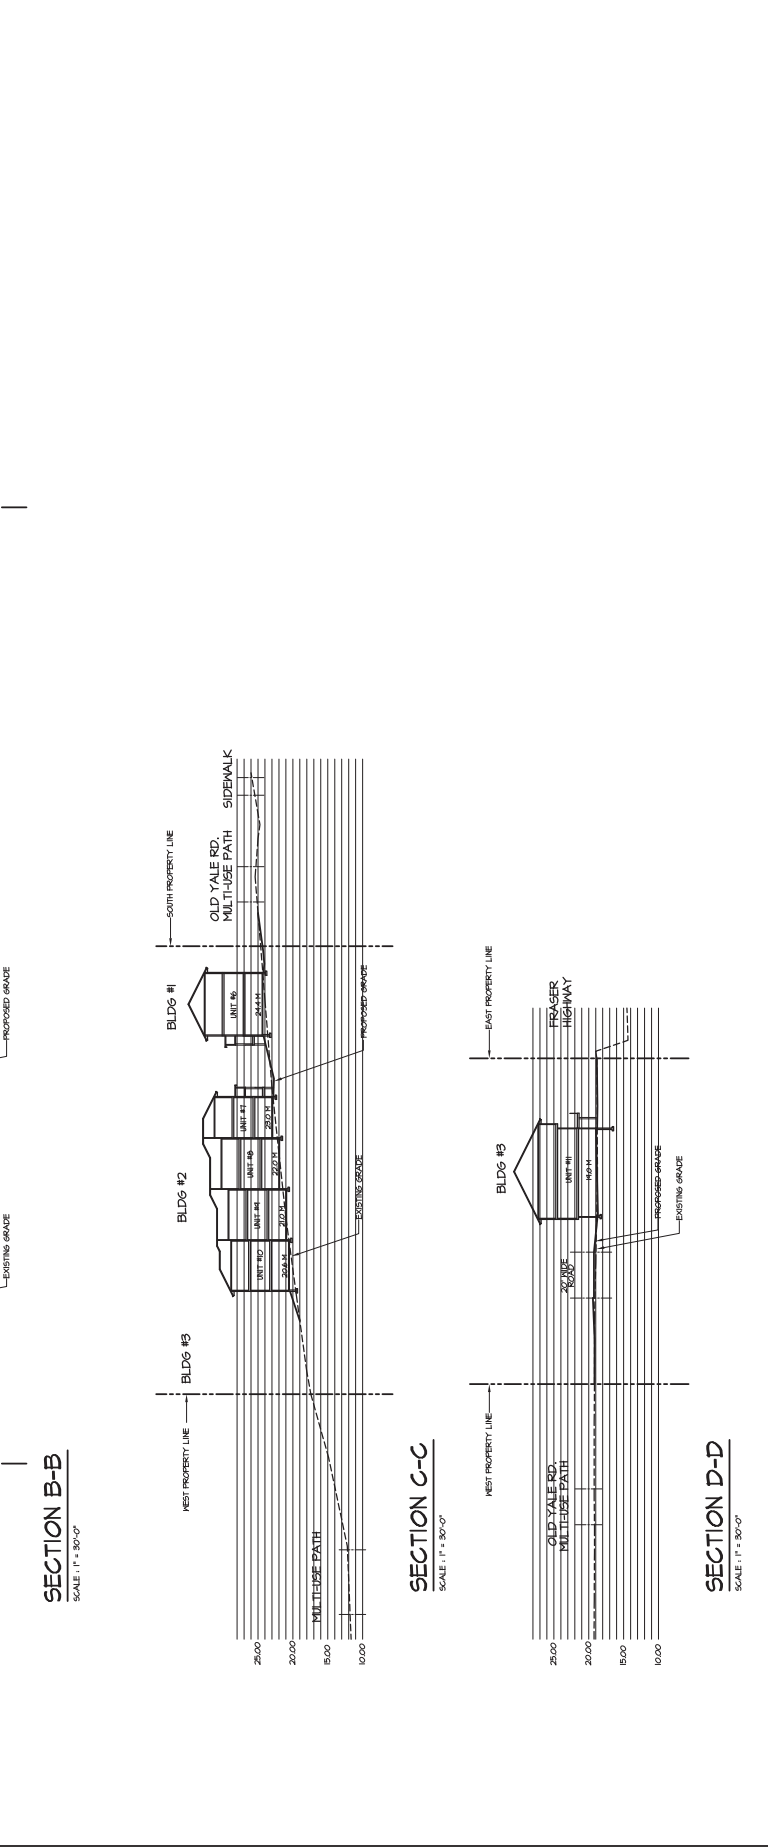 PROPOSED GRADE
EXISTING GRADE
SECTION B-B
SCALE : 1" = 30'-0"
SOUTH PROPERTY LINE
WEST PROPERTY LINE
BLDG #3
BLDG #2
BLDG #1
OLD YALE RD.
MULTI-USE PATH
SIDEWALK
UNIT #10
UNIT #9
UNIT #8
UNIT #7
UNIT #6
20.6 M
21.0 M
22.0 M
23.0 M
24.4 M
MULTI-USE PATH
EXISTING GRADE
PROPOSED GRADE
25.00
20.00
15.00
10.00
SECTION C-C
SCALE : 1" = 30'-0"
WEST PROPERTY LINE
EAST PROPERTY LINE
BLDG #3
OLD YALE RD.
MULTI-USE PATH
20' WIDE
ROAD
UNIT #11
19.0 M
FRASER
HIGHWAY
PROPOSED GRADE
EXISTING GRADE
25.00
20.00
15.00
10.00
SECTION D-D
SCALE : 1" = 30'-0"